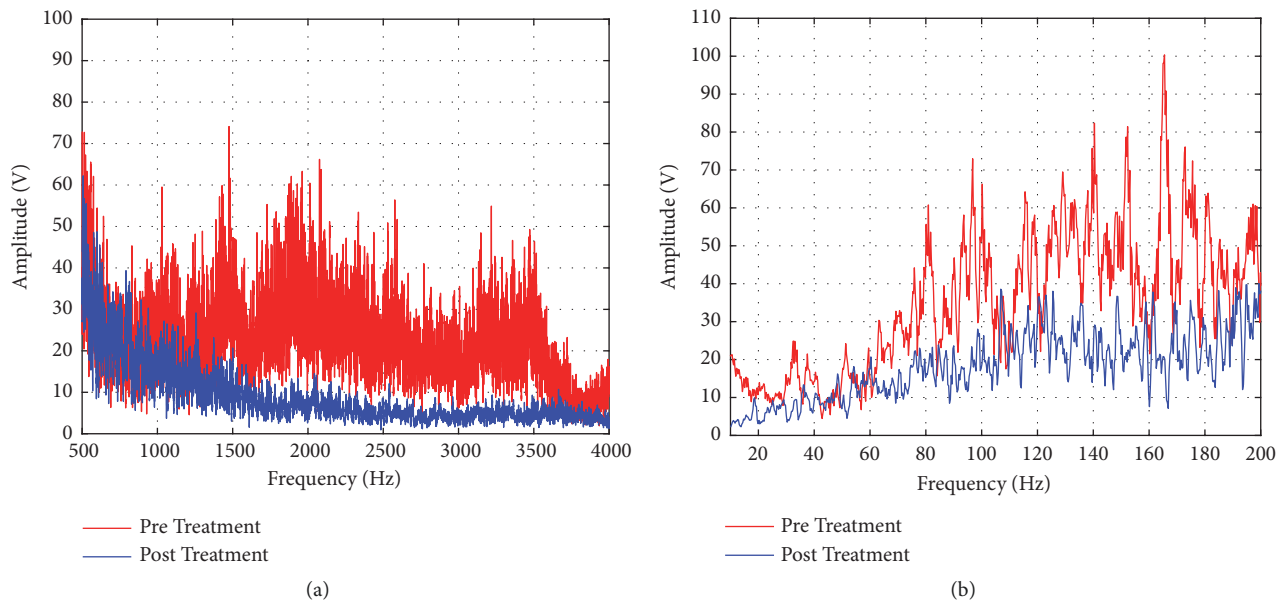 100
90
80
70
60
50
40
30
20
10
0
Amplitude (V)
500 1000 1500 2000 2500 3000 3500 4000
Frequency (Hz)
Pre Treatment
Post Treatment
(a)
110
100
90
80
70
60
50
40
30
20
10
0
Amplitude (V)
20 40 60 80 100 120 140 160 180 200
Frequency (Hz)
Pre Treatment
Post Treatment
(b)